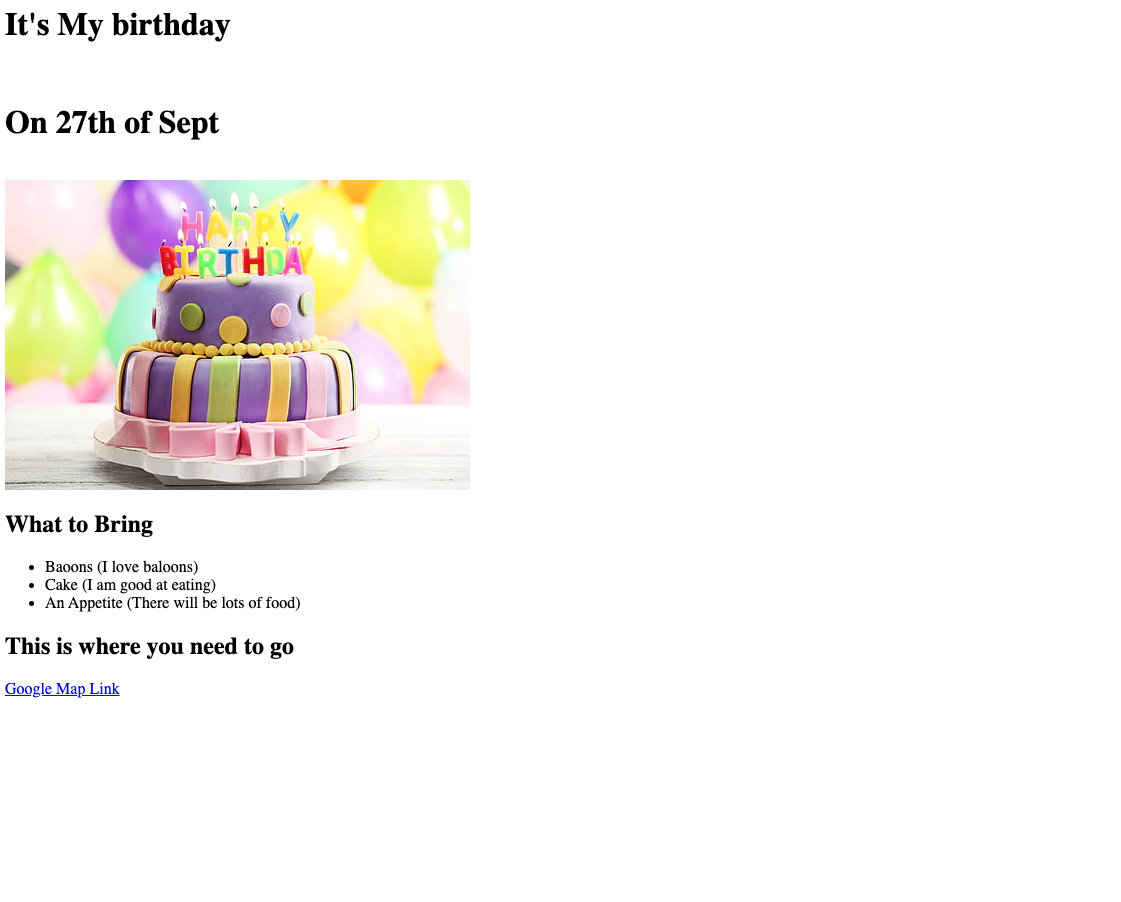 It's My birthday
On 27th of Sept
HAPPY
BIRTHDAY
What to Bring
Baoons (I love baloons)
Cake (I am good at eating)
An Appetite (There will be lots of food)
This is where you need to go
Google Map Link